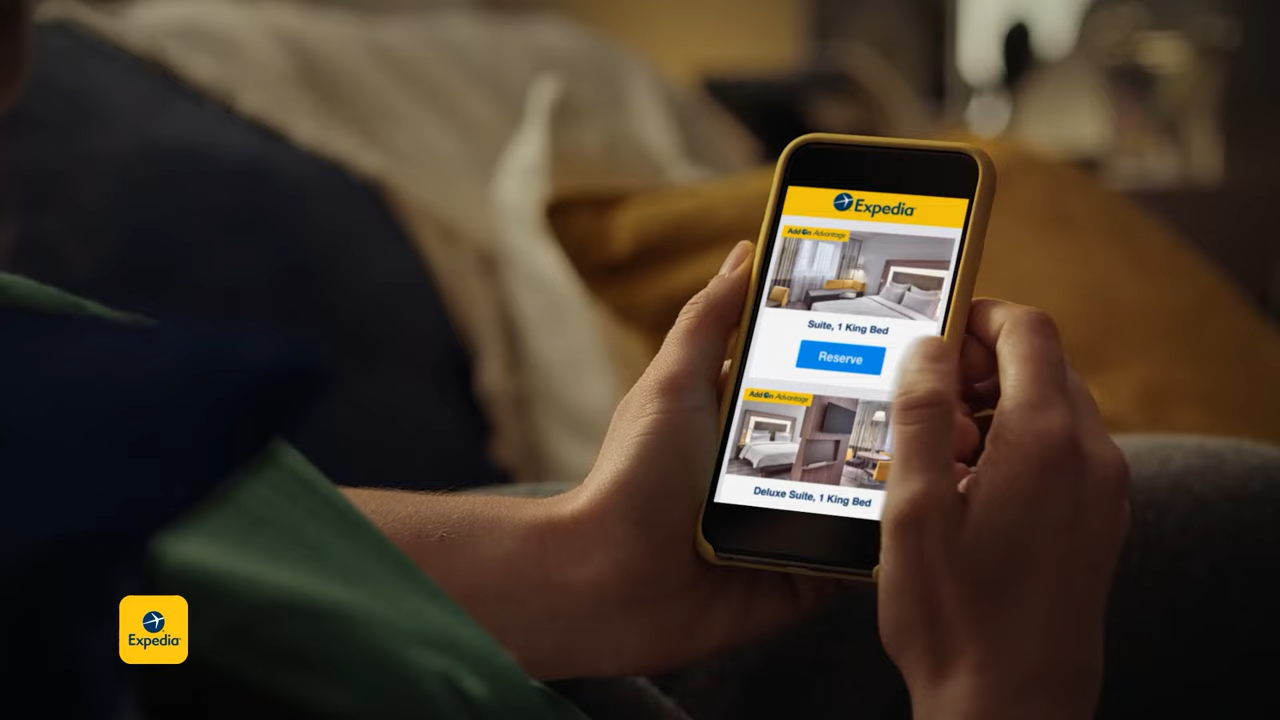 Expedia
Add On Advantage
Suite, 1 King Bed
Reserve
Add On Advantage
Deluxe Suite, 1 King Bed
Expedia